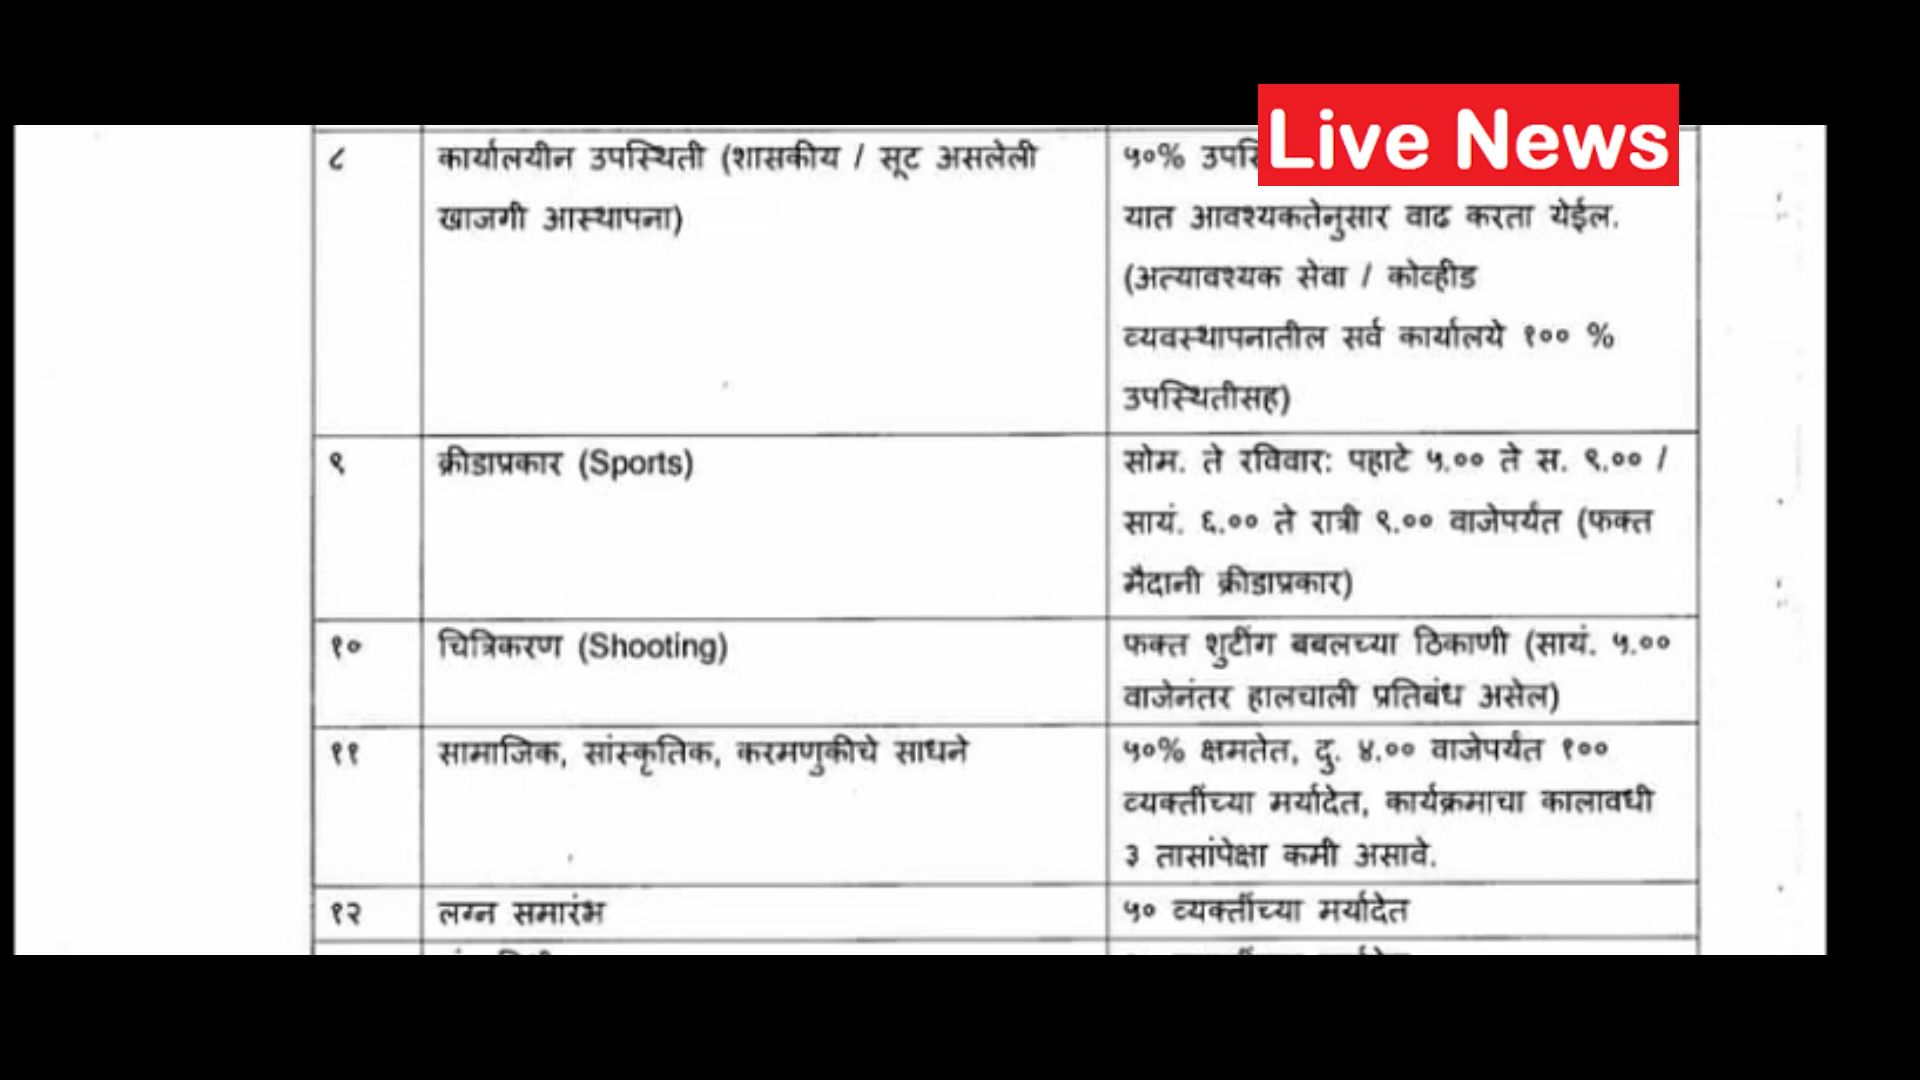 Live News
८ कार्यालयीन उपस्थिती (शासकीय / सूट असलेली
खाजगी आस्थापना)
५०%
यात आवश्यकतेनुसार वाढ करता येईल.
(अत्यावश्यक सेवा / कोव्हीड
व्यवस्थापनातील सर्व कार्यालये १०० %
उपस्थितीसह)
९ क्रीडाप्रकार (Sports)
सोम. ते रविवार: पहाटे ५.०० ते स. ९.०० /
सायं. ६.०० ते रात्री ९.०० वाजेपर्यंत (फक्त
मैदानी क्रीडाप्रकार)
१० चित्रिकरण (Shooting)
फक्त शुटींग बबलच्या ठिकाणी (सायं. ५.००
वाजेनंतर हालचाली प्रतिबंध असेल)
११ सामाजिक, सांस्कृतिक, करमणुकीचे साधने
५०% क्षमतेत, दु. ४.०० वाजेपर्यंत १००
व्यक्तींच्या मर्यादेत, कार्यक्रमाचा कालावधी
३ तासांपेक्षा कमी असावे.
१२ लग्न समारंभ
५० व्यक्तींच्या मर्यादेत